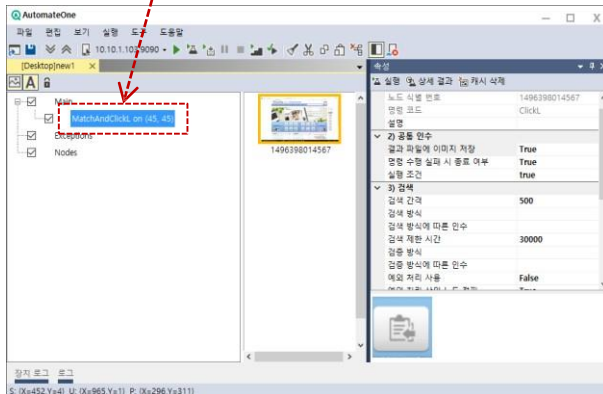 AutomateOne
파일 편집 보기 실행 도구 도움말
10.10.1.103:9090
[Desktop]new1
속성
실행 상세 결과 캐시 삭제
Main
MatchAndClickL on (45, 45)
Exceptions
Nodes
1496398014567
노드 식별 번호 1496398014567
명령 코드 ClickL
설명
2) 공통 인수
결과 파일에 이미지 저장 True
명령 수행 실패 시 종료 여부 True
실행 조건 true
3) 검색
검색 간격 500
검색 방식
검색 방식에 따른 인수
검색 제한 시간 30000
검증 방식
검증 방식에 따른 인수
예외 처리 사용 False
장치 로그 로그
S: (X=452,Y=4) U: (X=965,Y=1) P: (X=296,Y=311)